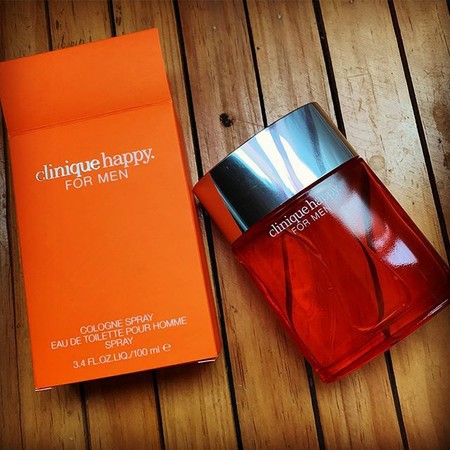 clinique happy.
FOR MEN
COLOGNE SPRAY
EAU DE TOILETTE POUR HOMME
SPRAY
3.4 FL.OZ.LIQ./100 ml ℮
clinique happy.
FOR MEN